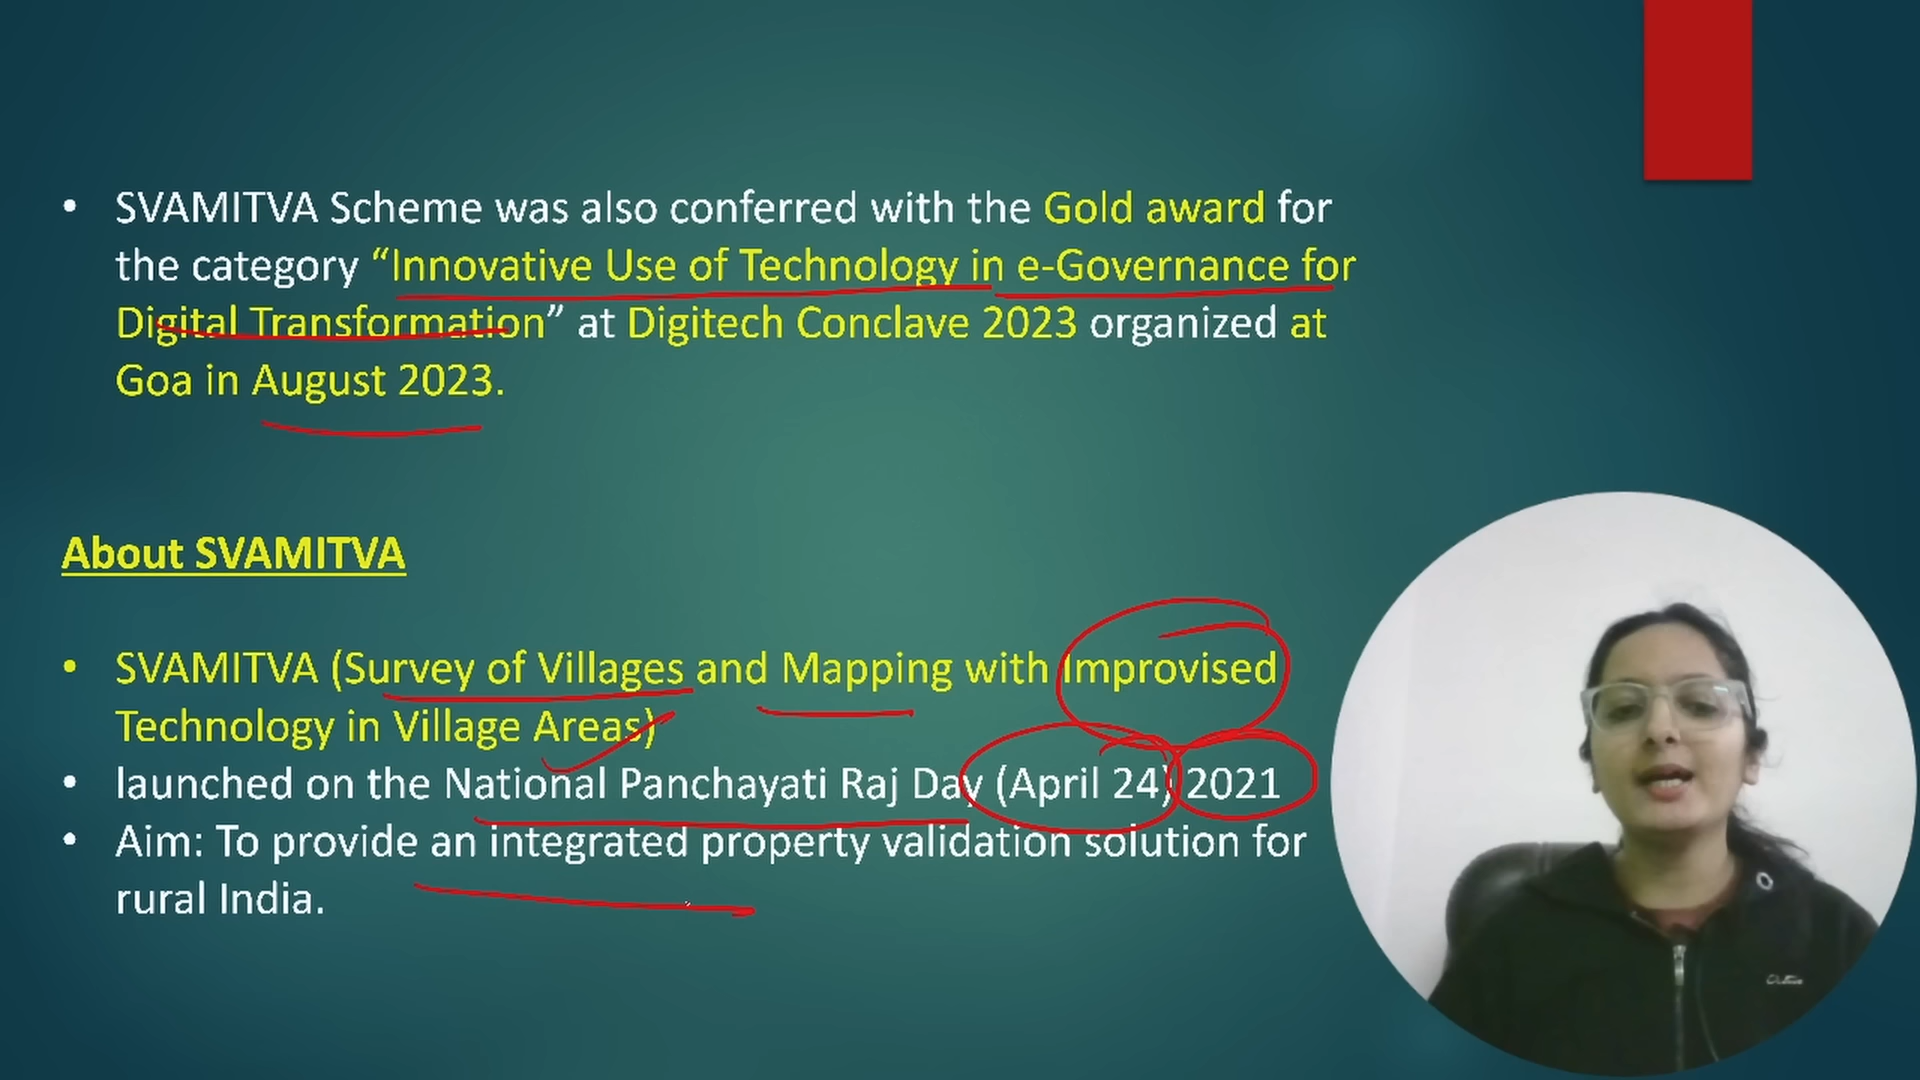 • SVAMITVA Scheme was also conferred with the Gold award for
the category “Innovative Use of Technology in e-Governance for
Digital Transformation” at Digitech Conclave 2023 organized at
Goa in August 2023.
About SVAMITVA
• SVAMITVA (Survey of Villages and Mapping with Improvised
Technology in Village Areas)
• launched on the National Panchayati Raj Day (April 24) 2021
• Aim: To provide an integrated property validation solution for
rural India.